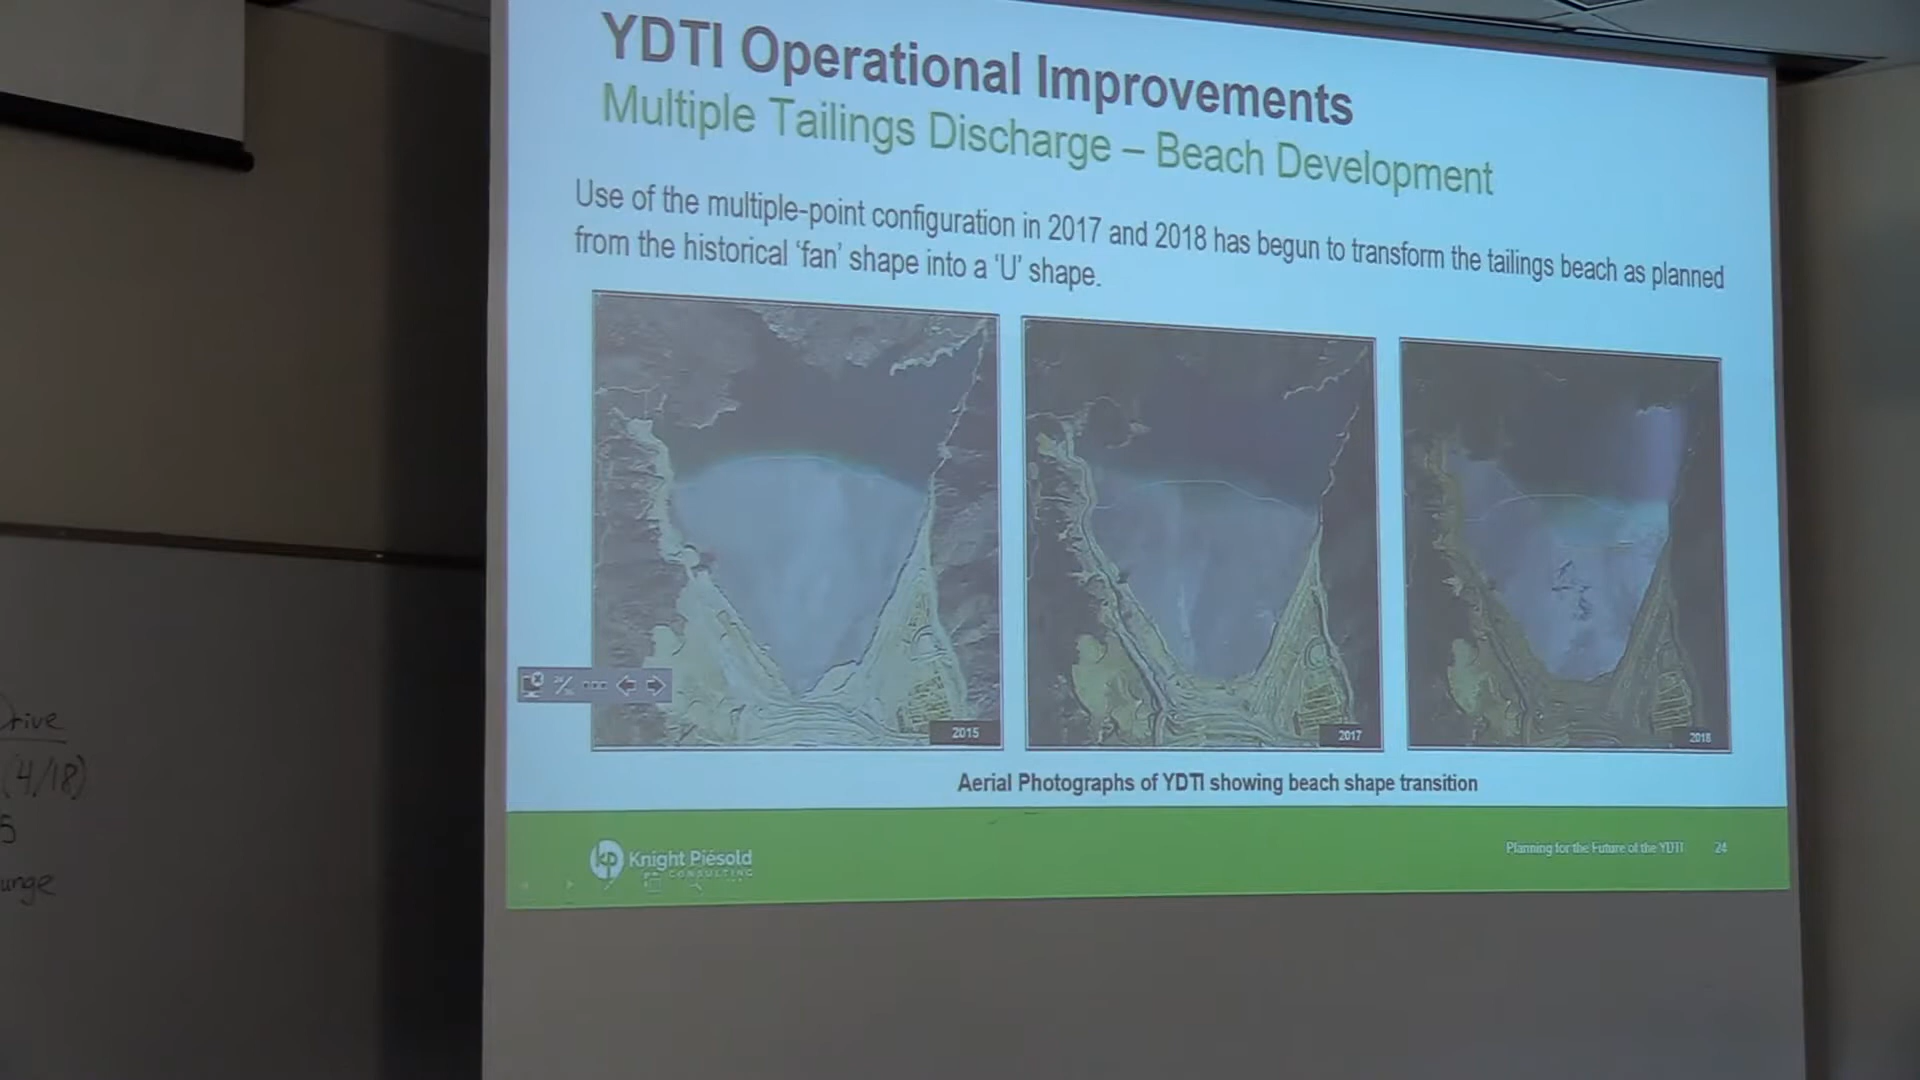 YDTI Operational Improvements
Multiple Tailings Discharge – Beach Development
Use of the multiple-point configuration in 2017 and 2018 has begun to transform the tailings beach as planned
from the historical ‘fan’ shape into a ‘U’ shape.
2015
2017
2018
Aerial Photographs of YDTI showing beach shape transition
kp Knight Piésold
CONSULTING
Planning for the Future of the YDTI 24
Drive
(4/18)
5
unge